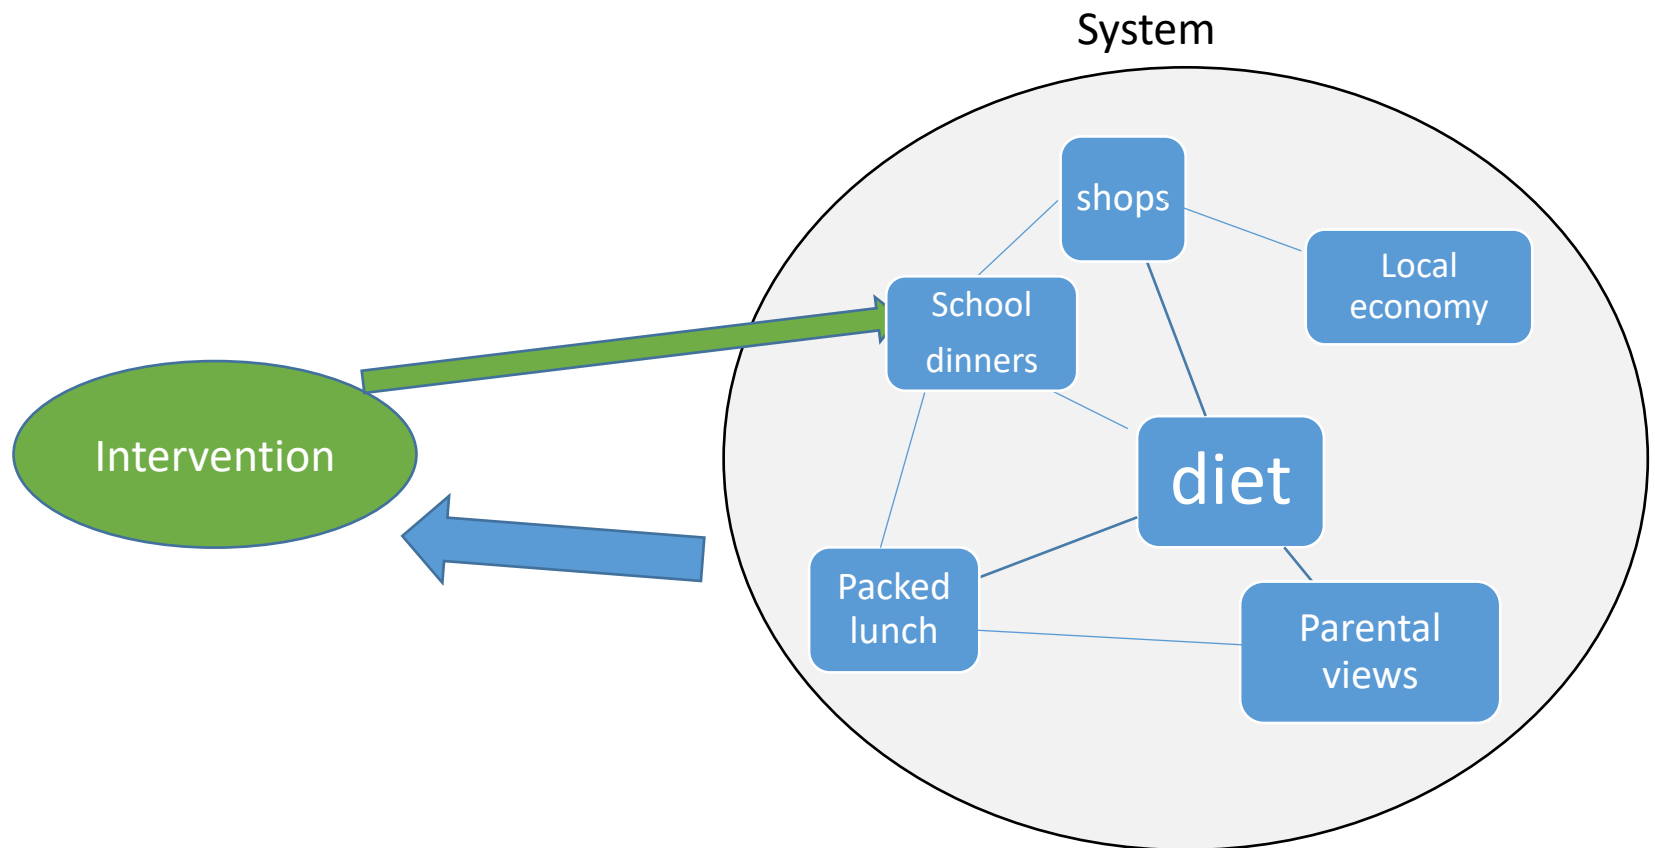 System
shops
Local
economy
School
dinners
Intervention
diet
Packed
lunch
Parental
views